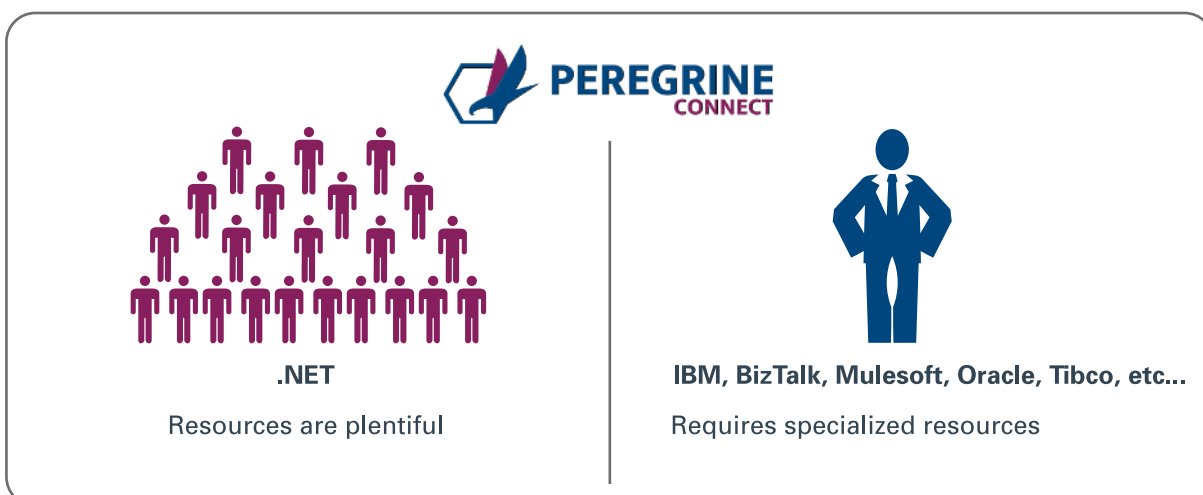 PEREGRINE
CONNECT
.NET
Resources are plentiful
IBM, BizTalk, Mulesoft, Oracle, Tibco, etc...
Requires specialized resources